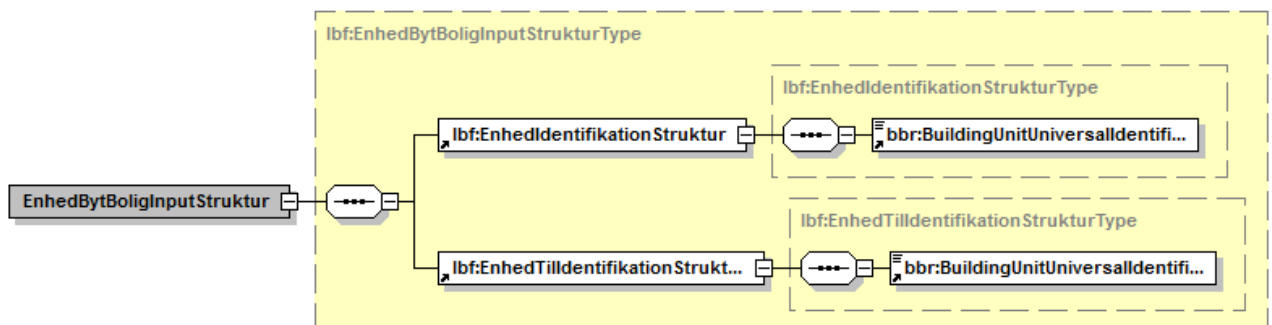 lbf:EnhedBytBoligInputStrukturType
lbf:EnhedIdentifikationStrukturType
lbf:EnhedIdentifikationStruktur
bbr:BuildingUnitUniversalIdentifi...
EnhedBytBoligInputStruktur
lbf:EnhedTilIdentifikationStrukturType
lbf:EnhedTilIdentifikationStrukt...
bbr:BuildingUnitUniversalIdentifi...